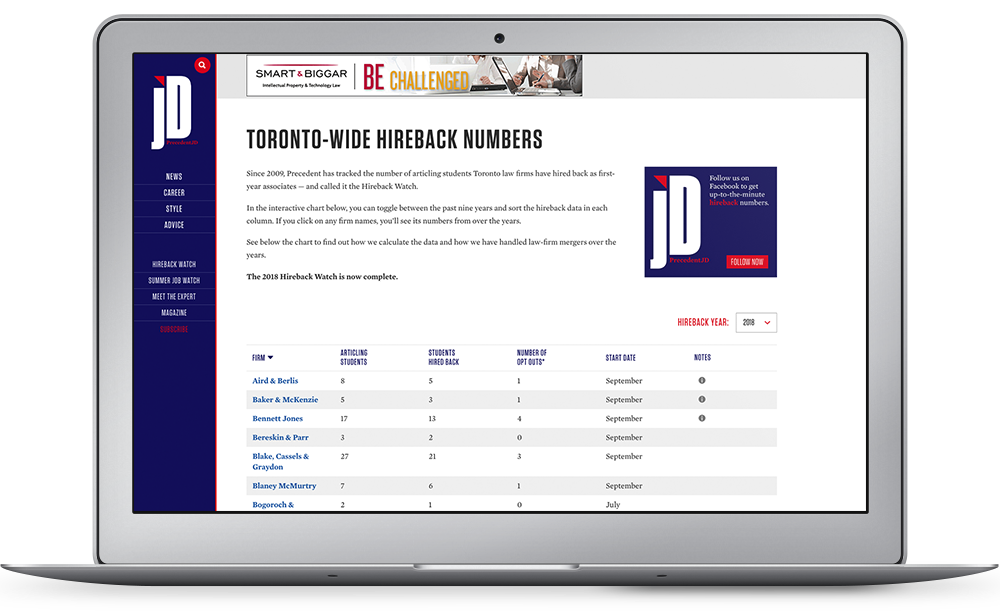 SMART & BIGGAR
Intellectual Property & Technology Law
BE CHALLENGED
JD
PrecedentJD
NEWS
CAREER
STYLE
ADVICE
HIREBACK WATCH
SUMMER JOB WATCH
MEET THE EXPERT
MAGAZINE
SUBSCRIBE
TORONTO-WIDE HIREBACK NUMBERS
Since 2009, Precedent has tracked the number of articling students Toronto law firms have hired back as first-
year associates — and called it the Hireback Watch.
In the interactive chart below, you can toggle between the past nine years and sort the hireback data in each
column. If you click on any firm names, you'll see its numbers from over the years.
See below the chart to find out how we calculate the data and how we have handled law-firm mergers over the
years.
The 2018 Hireback Watch is now complete.
JD
PrecedentJD
Follow us on
Facebook to get
up-to-the-minute
hireback numbers.
FOLLOW NOW
HIREBACK YEAR: 2018
FIRM ARTICLING STUDENTS STUDENTS HIRED BACK NUMBER OF OPT OUTS* START DATE NOTES
Aird & Berlis 8 5 1 September
Baker & McKenzie 5 3 1 September
Bennett Jones 17 13 4 September
Bereskin & Parr 3 2 0 September
Blake, Cassels & 27 21 3 September
Graydon
Blaney McMurtry 7 6 1 September
Bogoroch & 2 1 0 July